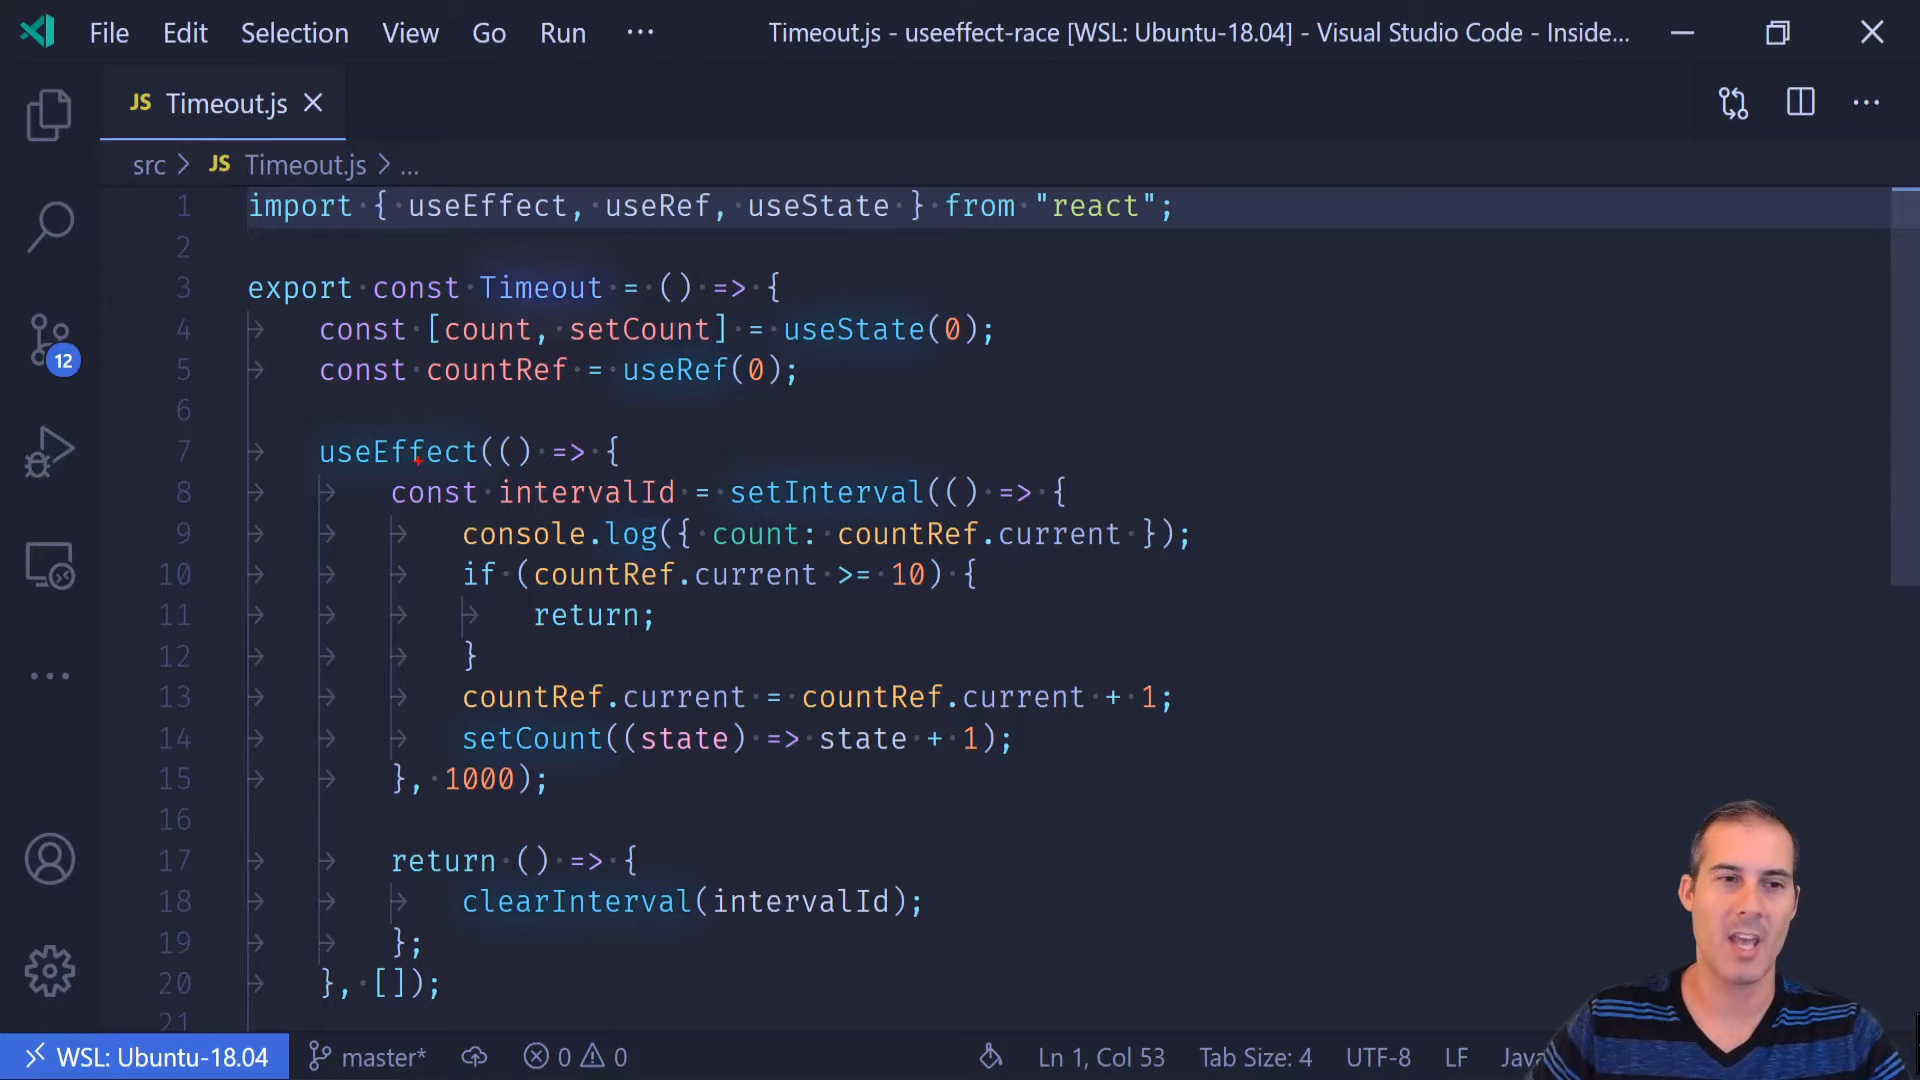 File Edit Selection View Go Run ··· Timeout.js - useeffect-race [WSL: Ubuntu-18.04] - Visual Studio Code - Inside...
JS Timeout.js
src > JS Timeout.js > ...
1 import { useEffect, useRef, useState } from "react";
2
3 export const Timeout = () => {
4 const [count, setCount] = useState(0);
5 const countRef = useRef(0);
6
7 useEffect(() => {
8 const intervalId = setInterval(() => {
9 console.log({ count: countRef.current });
10 if (countRef.current >= 10) {
11 return;
12 }
13 countRef.current = countRef.current + 1;
14 setCount((state) => state + 1);
15 }, 1000);
16
17 return () => {
18 clearInterval(intervalId);
19 };
20 }, []);
21
12
WSL: Ubuntu-18.04 master* 0 0 Ln 1, Col 53 Tab Size: 4 UTF-8 LF